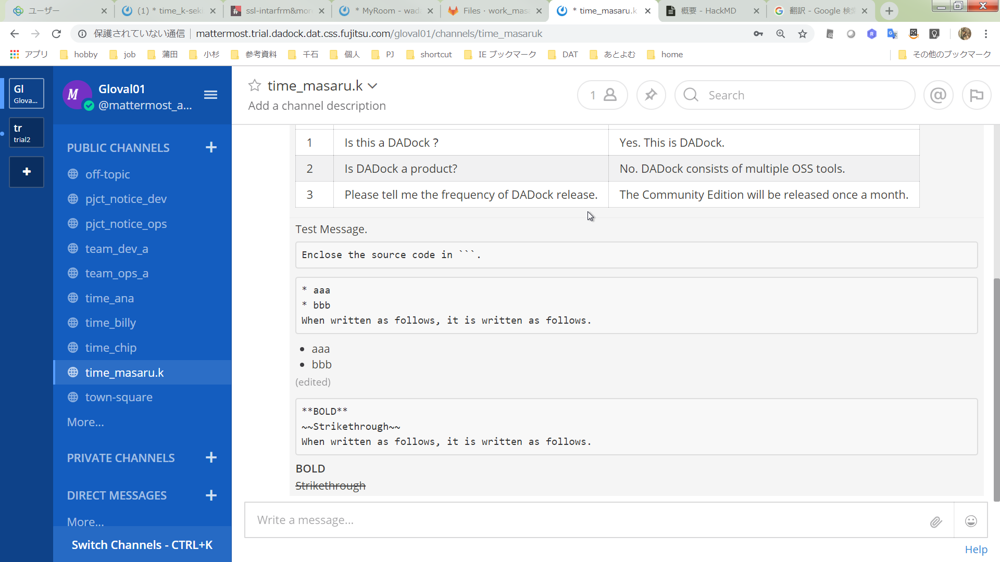 ユーザー
(1) * time_k-seki
ssl-intarfrm&mor
* MyRoom - wada
Files · work_masa
* time_masaru.k
概要 - HackMD
翻訳 - Google 検索
保護されていない通信 | mattermost.trial.dadock.dat.css.fujitsu.com/gloval01/channels/time_masaruk
アプリ
hobby
job
蒲田
小杉
参考資料
千石
個人
PJ
shortcut
IE ブックマーク
DAT
あとよむ
home
その他のブックマーク
Gl
Glova...
tr
trial2
M
Gloval01
@mattermost_a...
PUBLIC CHANNELS
off-topic
pjct_notice_dev
pjct_notice_ops
team_dev_a
team_ops_a
time_ana
time_billy
time_chip
time_masaru.k
town-square
More...
PRIVATE CHANNELS
DIRECT MESSAGES
More...
Switch Channels - CTRL+K
time_masaru.k
Add a channel description
1
Search
@
1 Is this a DADock ? Yes. This is DADock.
2 Is DADock a product? No. DADock consists of multiple OSS tools.
3 Please tell me the frequency of DADock release. The Community Edition will be released once a month.
Test Message.
Enclose the source code in ```.
* aaa
* bbb
When written as follows, it is written as follows.
• aaa
• bbb
(edited)
**BOLD**
~~Strikethrough~~
When written as follows, it is written as follows.
BOLD
Strikethrough
Write a message...
Help